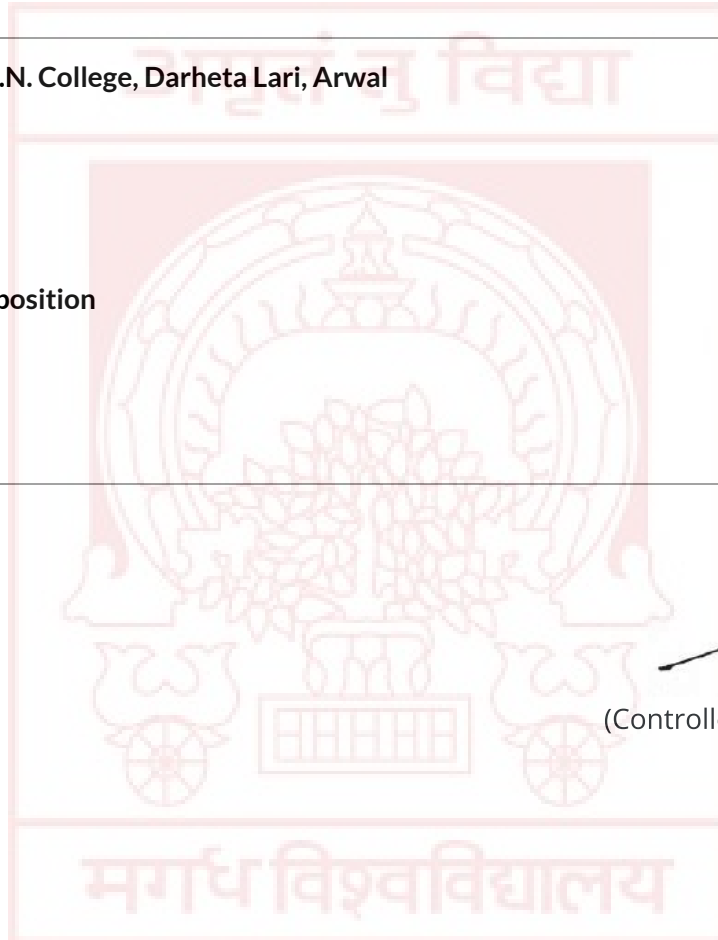 अमृतं तु विद्या
.N. College, Darheta Lari, Arwal
position
(Controll
मगध विश्वविद्यालय